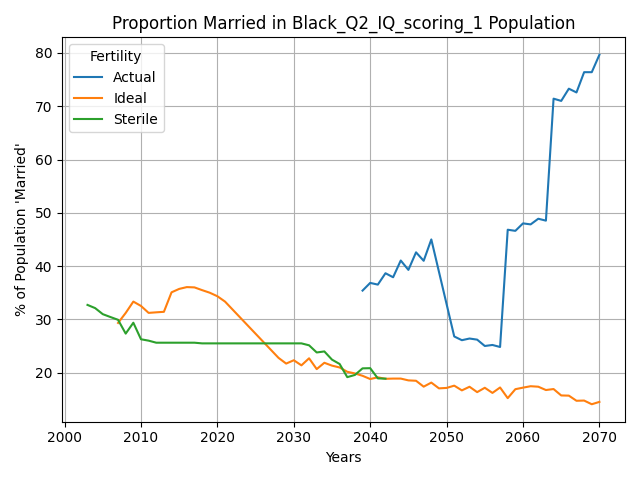 Proportion Married in Black_Q2_IQ_scoring_1 Population
Fertility
Actual
Ideal
Sterile
% of Population 'Married'
80
70
60
50
40
30
20
2000
2010
2020
2030
2040
2050
2060
2070
Years